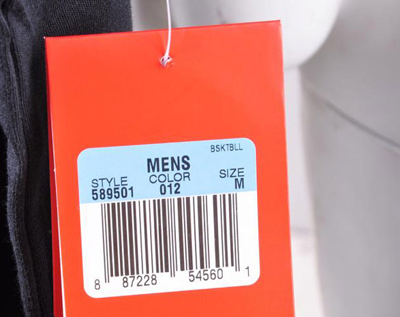 BSKTBLL
MENS
STYLE COLOR SIZE
589501 012 M
8 87228 54560 1